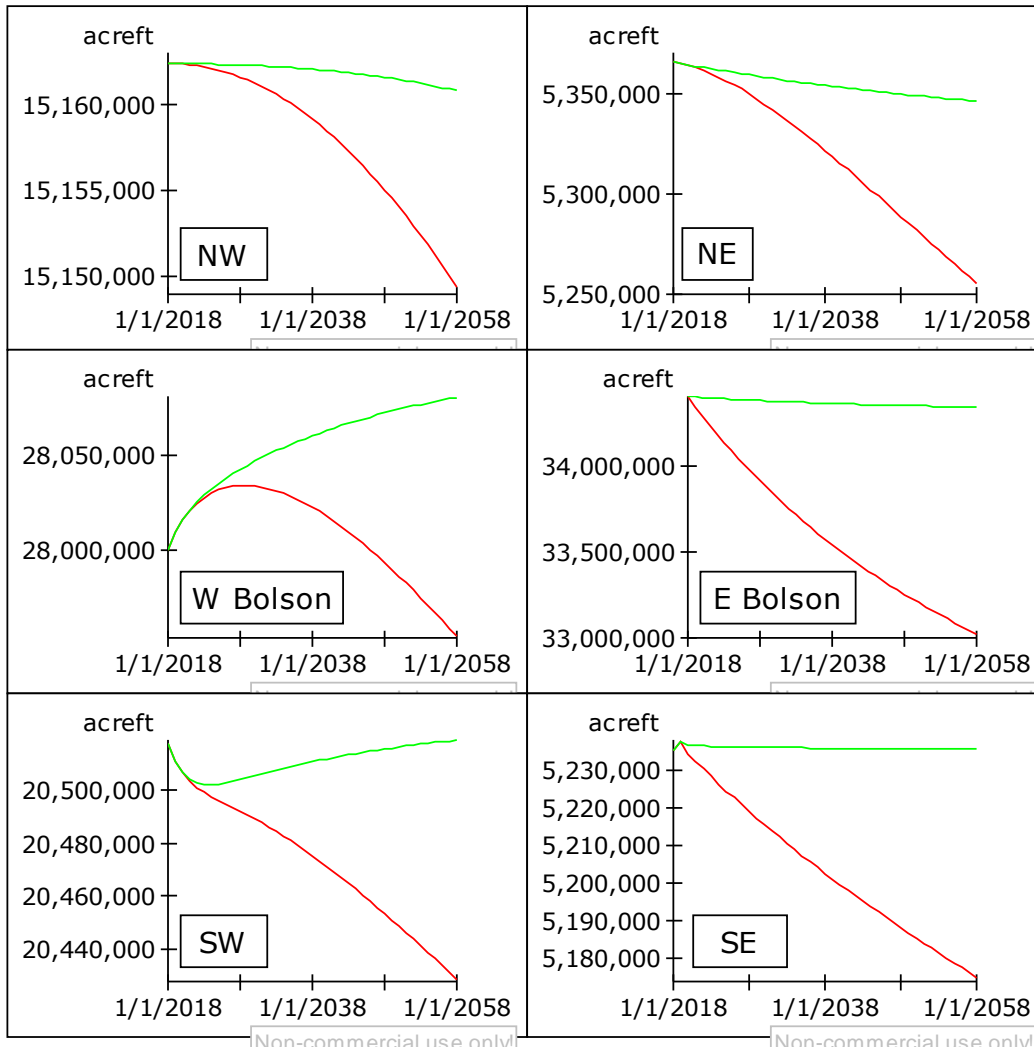 acreft
15,160,000
15,155,000
15,150,000
NW
1/1/2018 1/1/2038 1/1/2058
acreft
5,350,000
5,300,000
5,250,000
NE
1/1/2018 1/1/2038 1/1/2058
acreft
28,050,000
28,000,000
W Bolson
1/1/2018 1/1/2038 1/1/2058
acreft
34,000,000
33,500,000
33,000,000
E Bolson
1/1/2018 1/1/2038 1/1/2058
acreft
20,500,000
20,480,000
20,460,000
20,440,000
SW
1/1/2018 1/1/2038 1/1/2058
Non-commercial use only!
acreft
5,230,000
5,220,000
5,210,000
5,200,000
5,190,000
5,180,000
SE
1/1/2018 1/1/2038 1/1/2058
Non-commercial use only!